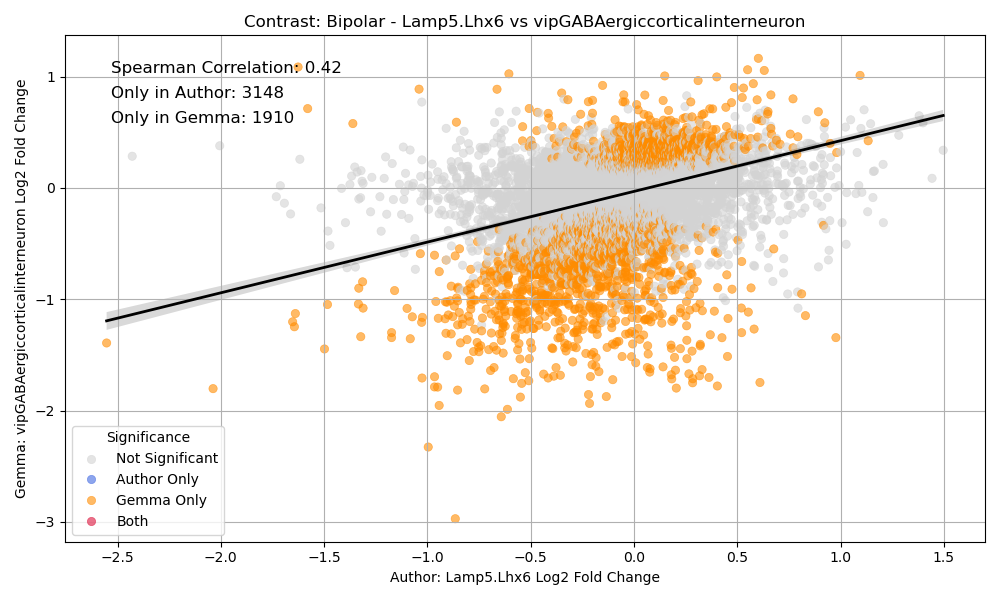 Contrast: Bipolar - Lamp5.Lhx6 vs vipGABAergiccorticalinterneuron
Spearman Correlation: 0.42
Only in Author: 3148
Only in Gemma: 1910
Gemma: vipGABAergiccorticalinterneuron Log2 Fold Change
1
0
−1
−2
−3
Significance
Not Significant
Author Only
Gemma Only
Both
−2.5 −2.0 −1.5 −1.0 −0.5 0.0 0.5 1.0 1.5
Author: Lamp5.Lhx6 Log2 Fold Change